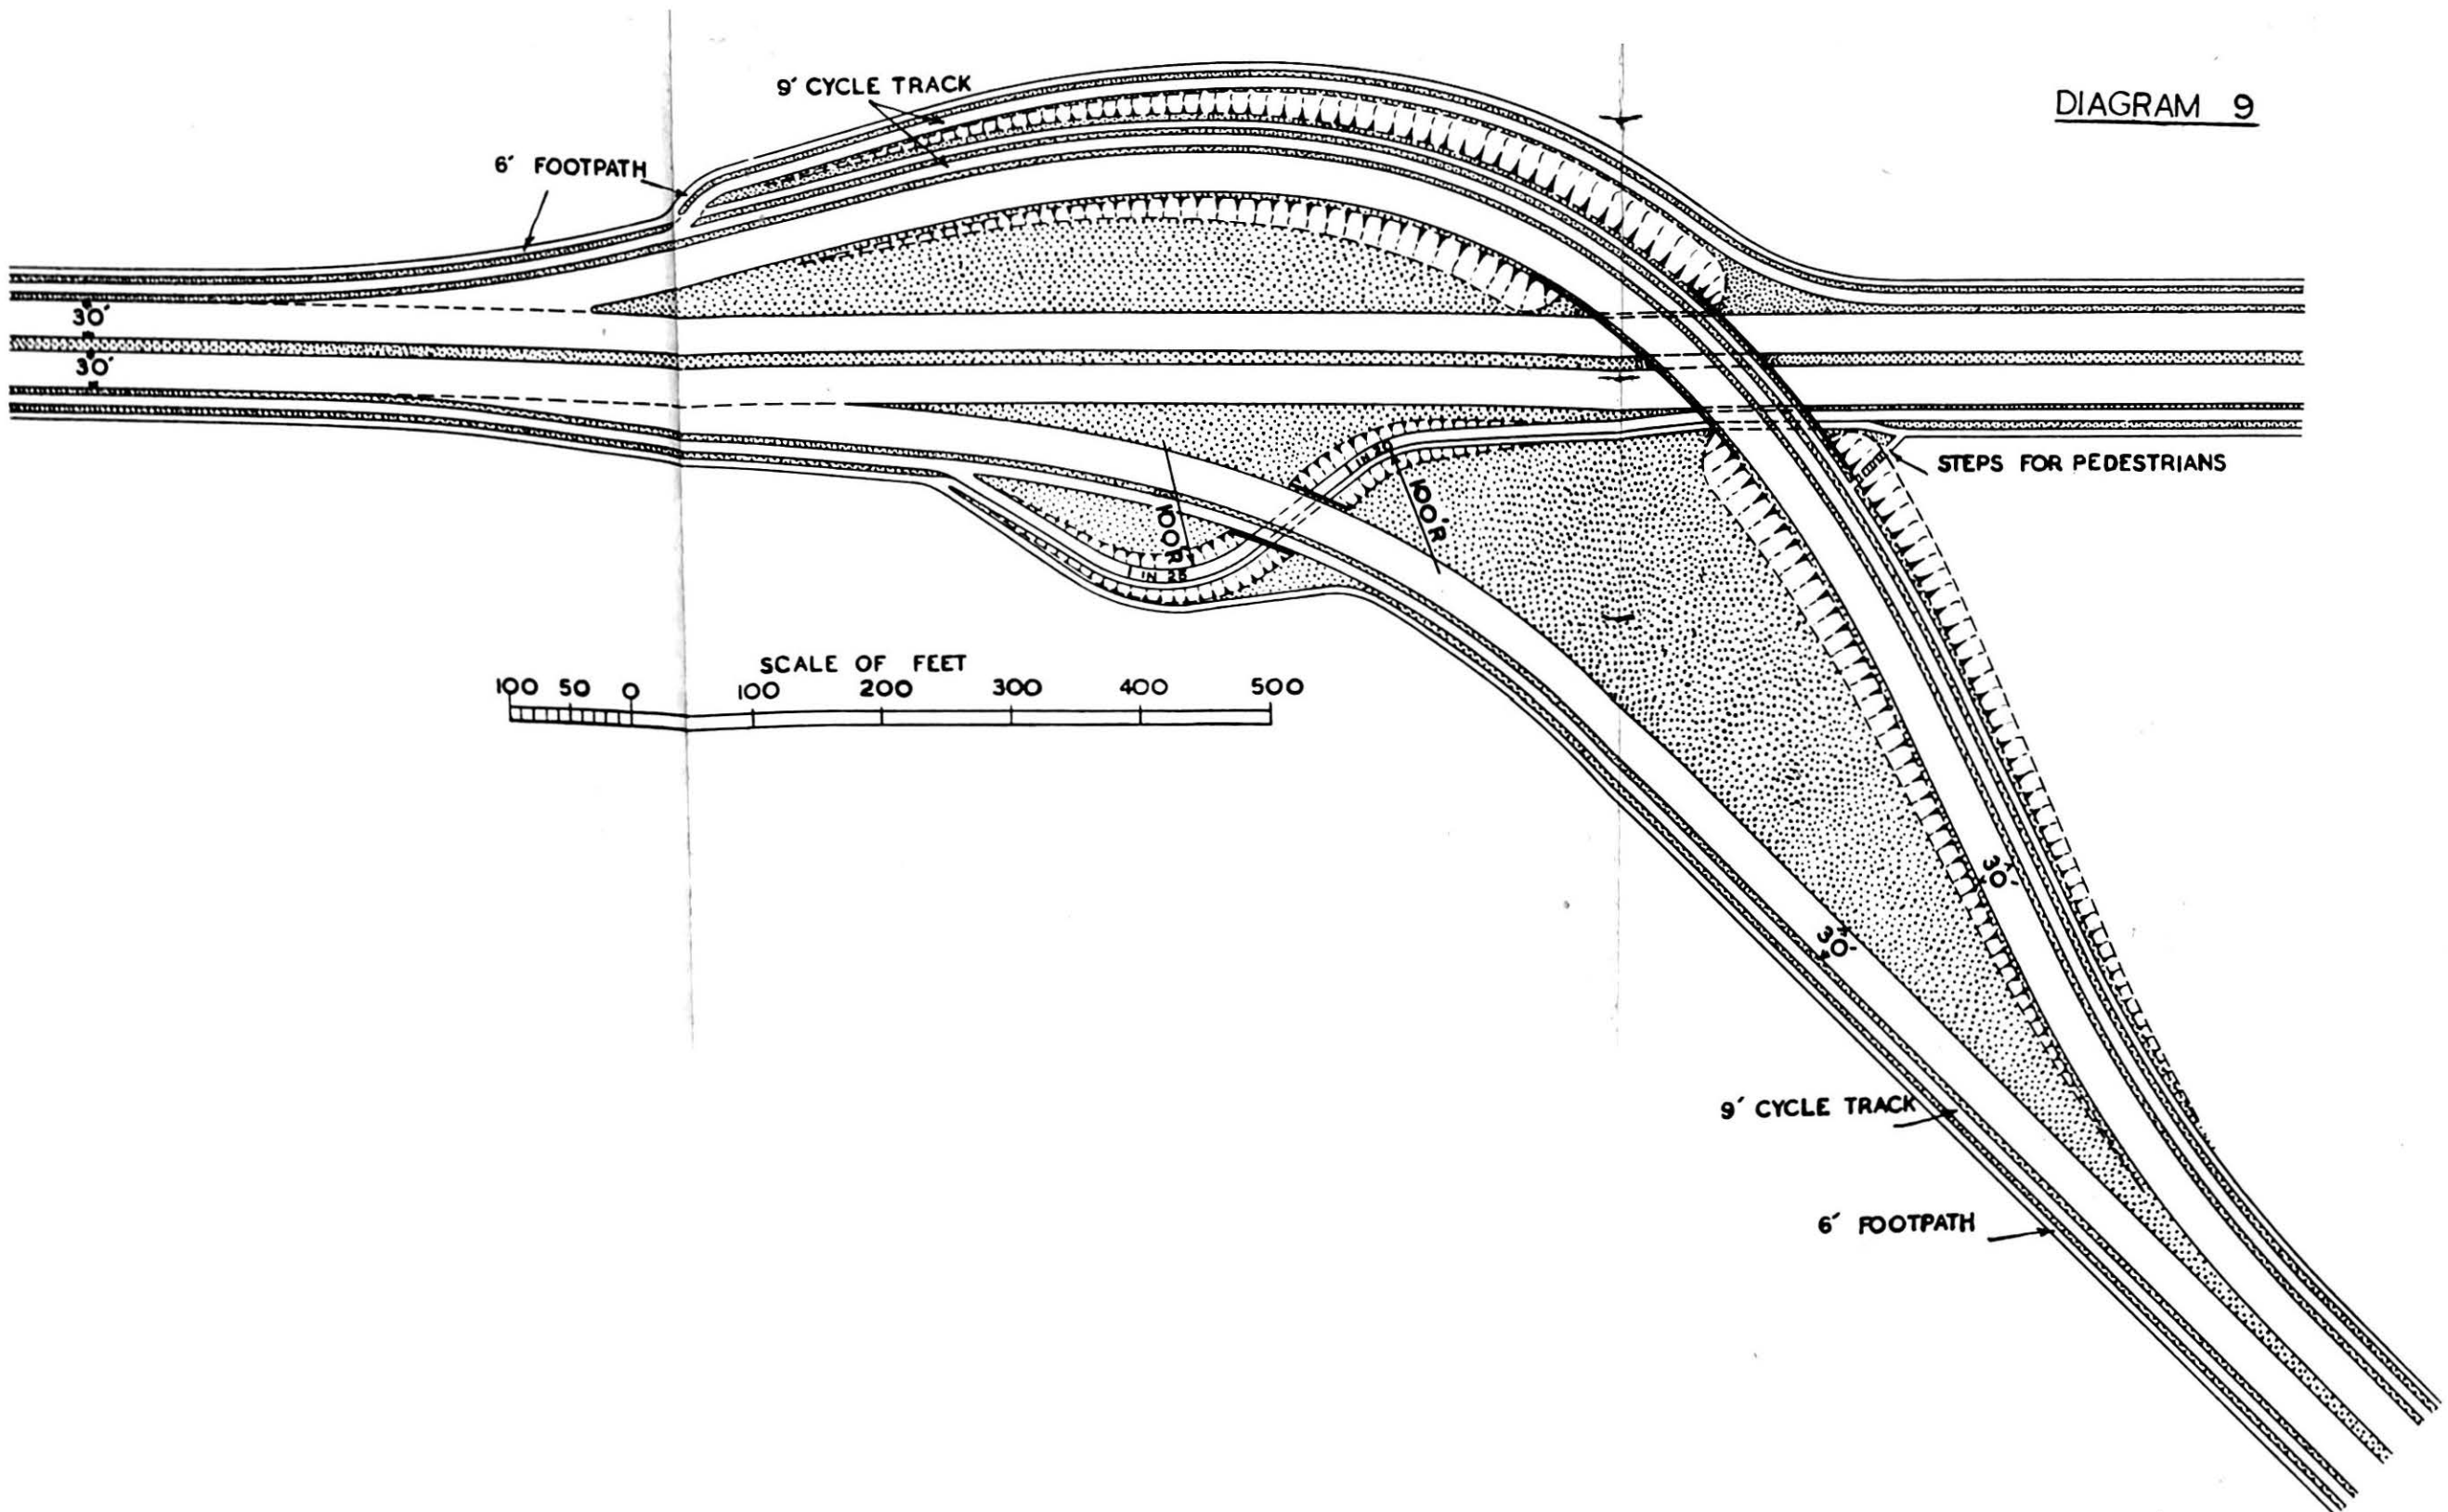 DIAGRAM 9
9' CYCLE TRACK
6' FOOTPATH
30'
30'
STEPS FOR PEDESTRIANS
100'R
100'R
IN 25
SCALE OF FEET
100 50 0 100 200 300 400 500
30'
30'
9' CYCLE TRACK
6' FOOTPATH